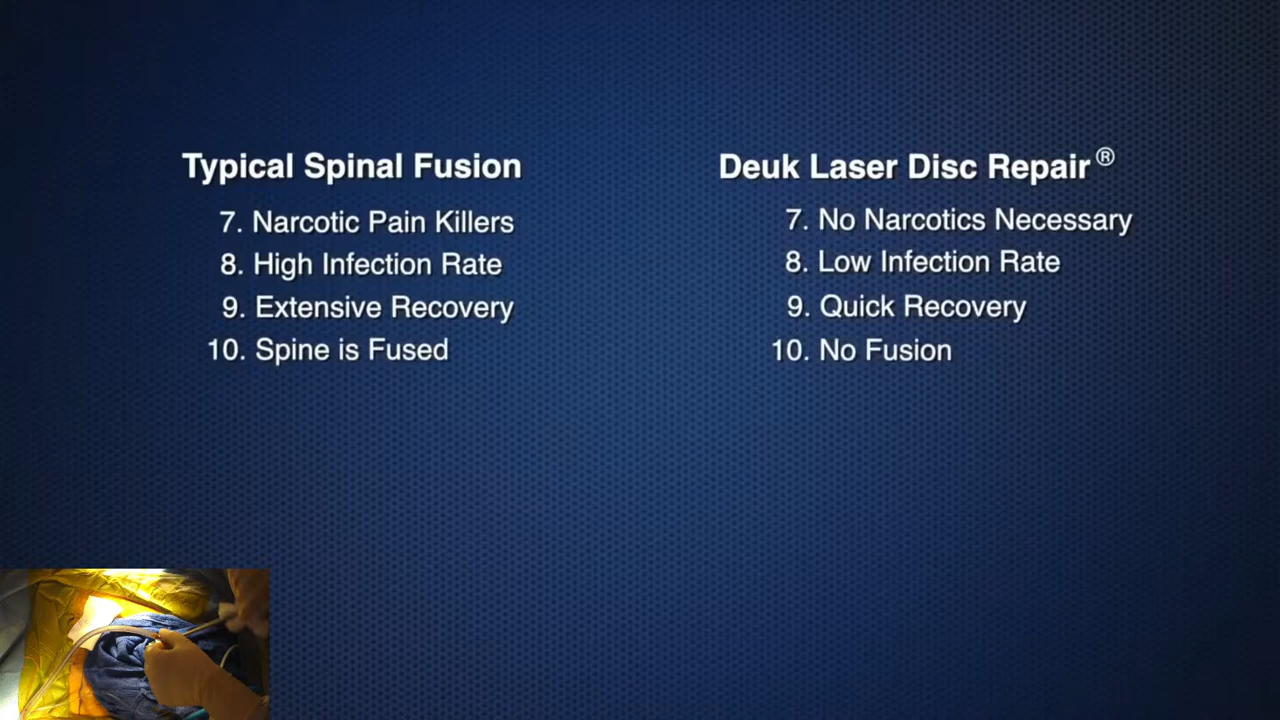 Typical Spinal Fusion
7. Narcotic Pain Killers
8. High Infection Rate
9. Extensive Recovery
10. Spine is Fused
Deuk Laser Disc Repair®
7. No Narcotics Necessary
8. Low Infection Rate
9. Quick Recovery
10. No Fusion